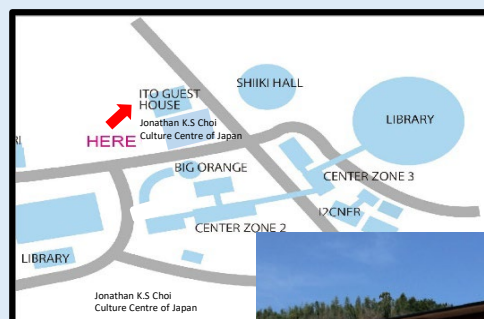 ITO GUEST
HOUSE
SHIIKI HALL
LIBRARY
Jonathan K.S Choi
Culture Centre of Japan
HERE
RI
BIG ORANGE
CENTER ZONE 3
I2CNER
CENTER ZONE 2
LIBRARY
Jonathan K.S Choi
Culture Centre of Japan